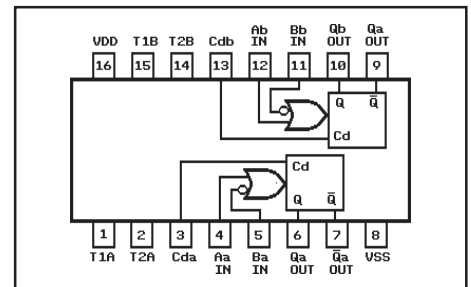 VDD T1B T2B Cdb Ab IN Bb IN Qb OUT Qa OUT
16 15 14 13 12 11 10 9
Q Q̅
Cd
Cd
Q Q̅
1 2 3 4 5 6 7 8
T1A T2A Cda Aa IN Ba IN Qa OUT Q̅a OUT VSS